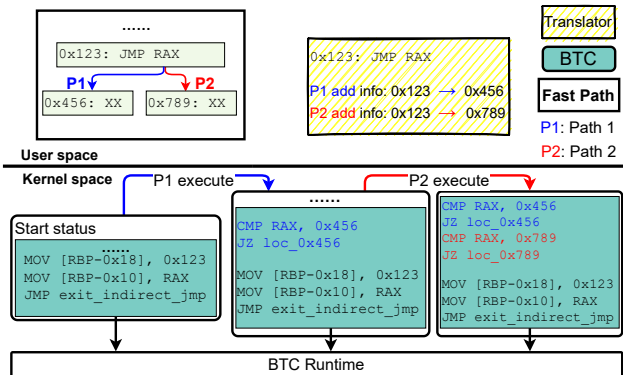 ......
0x123: JMP RAX
P1
P2
0x456: XX
0x789: XX
User space
0x123: JMP RAX
P1 add info: 0x123 → 0x456
P2 add info: 0x123 → 0x789
Translator
BTC
Fast Path
P1: Path 1
P2: Path 2
Kernel space
P1 execute
P2 execute
Start status
......
MOV [RBP-0x18], 0x123
MOV [RBP-0x10], RAX
JMP exit_indirect_jmp
......
CMP RAX, 0x456
JZ loc_0x456
MOV [RBP-0x18], 0x123
MOV [RBP-0x10], RAX
JMP exit_indirect_jmp
CMP RAX, 0x456
JZ loc_0x456
CMP RAX, 0x789
JZ loc_0x789
MOV [RBP-0x18], 0x123
MOV [RBP-0x10], RAX
JMP exit_indirect_jmp
BTC Runtime